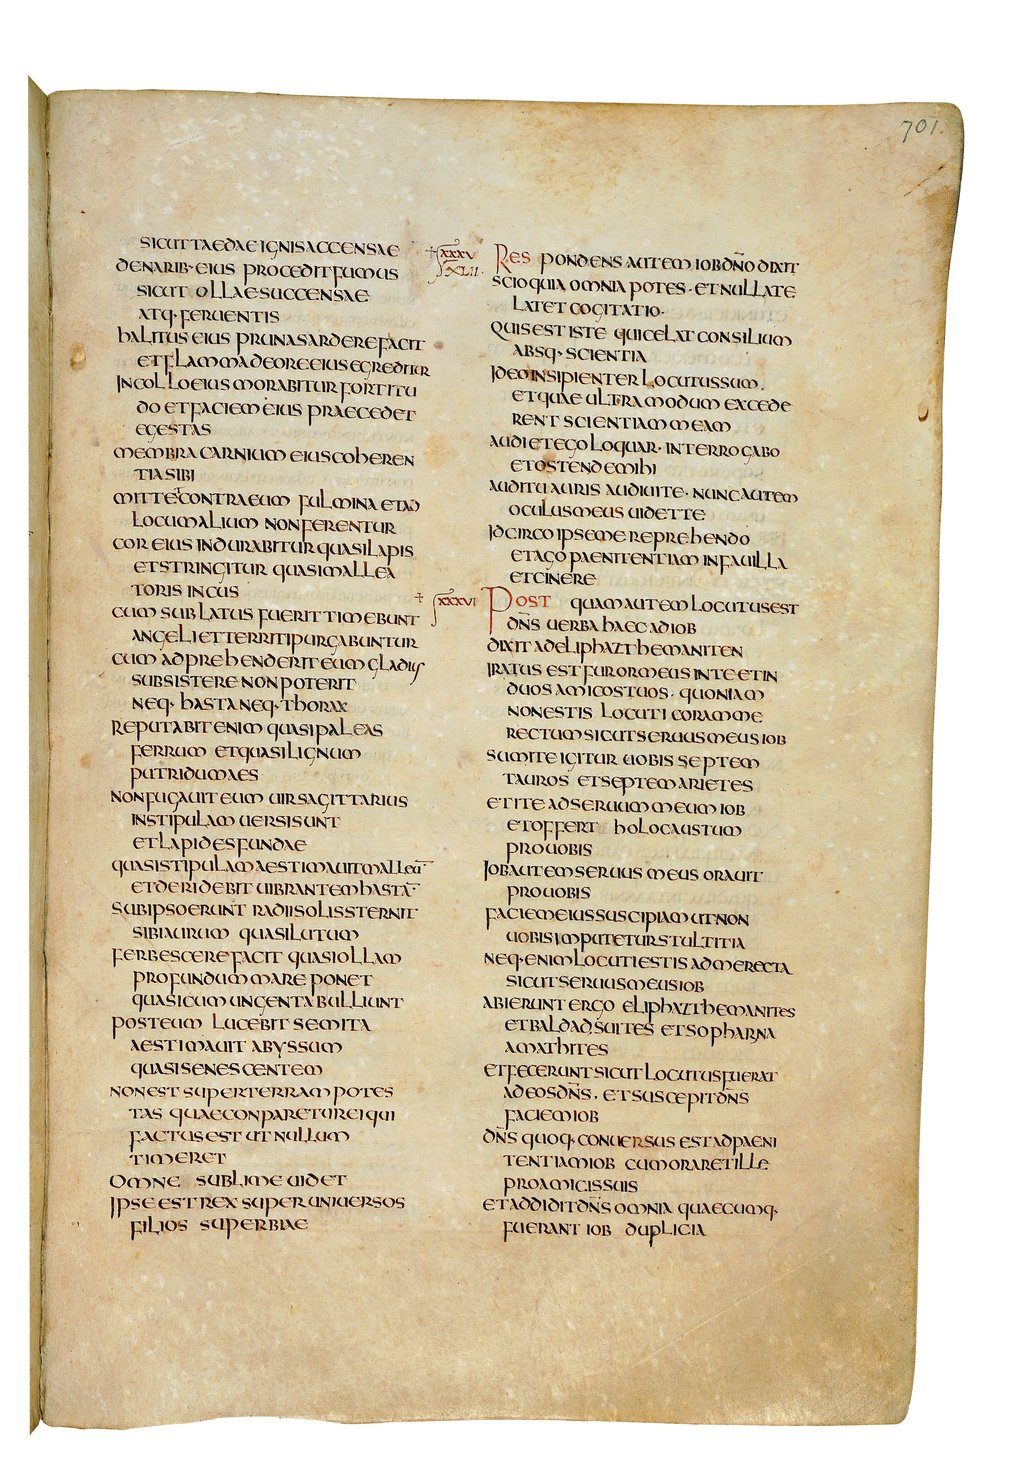 701.
SICUT TAEDAE IGNIS ACCENSAE
DE NARIB· EIUS PROCEDIT FUMUS
SICUT OLLAE SUCCENSAE
ATQ· FERUENTIS
HALITUS EIUS PRUNAS ARDERE FACIT
ET FLAMMA DE ORE EIUS EGREDITUR
IN COLLO EIUS MORABITUR FORTITU
DO ET FACIEM EIUS PRAECEDET
EGESTAS
MEMBRA CARNIUM EIUS COHEREN
TIA SIBI
MITTET CONTRA EUM FULMINA ET AD
LOCUM ALIUM NON FERENTUR
COR EIUS INDURABITUR QUASI LAPIS
ET STRINGITUR QUASI MALLEA
TORIS INCUS
CUM SUBLATUS FUERIT TIMEBUNT
ANGELI ET TERRITI PURGABUNTUR
CUM ADPREHENDERIT EUM GLADIUS
SUBSISTERE NON POTERIT
NEQ· HASTA NEQ· THORAX
REPUTABIT ENIM QUASI PALEAS
FERRUM ET QUASI LIGNUM
PUTRIDUM AES
NON FUGAUIT EUM UIR SAGITTARIUS
IN STIPULAM UERSI SUNT
ET LAPIDES FUNDAE
QUASI STIPULAM AESTIMAUIT MALLEU̅
ET DERIDEBIT UIBRANTEM HASTA̅
SUB IPSO ERUNT RADII SOLIS STERNIT
SIBI AURUM QUASI LUTUM
FERBESCERE FACIT QUASI OLLAM
PROFUNDUM MARE PONET
QUASI CUM UNGENTA BULLIUNT
POST EUM LUCEBIT SEMITA
AESTIMAUIT ABYSSUM
QUASI SENESCENTEM
NON EST SUPER TERRAM POTES
TAS QUAE CONPARETUR EI QUI
FACTUS EST UT NULLUM
TIMERET
OMNE SUBLIME UIDET
IPSE EST REX SUPER UNIUERSOS
FILIOS SUPERBIAE
XXXV
XLII·
RESPONDENS AUTEM IOB DN̅O DIXIT
SCIO QUIA OMNIA POTES · ET NULLA TE
LATET COGITATIO·
QUIS EST ISTE QUI CELAT CONSILIUM
ABSQ· SCIENTIA
IDEO INSIPIENTER LOCUTUS SUM·
ET QUAE ULTRA MODUM EXCEDE
RENT SCIENTIAM MEAM
AUDI ET EGO LOQUAR· INTERROGABO
ET OSTENDE MIHI
AUDITU AURIS AUDIUI TE· NUNC AUTEM
OCULUS MEUS UIDET TE
IDCIRCO IPSE ME REPREHENDO
ET AGO PAENITENTIAM IN FAUILLA
ET CINERE
XXXVI
POST QUAM AUTEM LOCUTUS EST
DN̅S UERBA HAEC AD IOB
DIXIT AD ELIPHAZ THEMANITEN
IRATUS EST FUROR MEUS IN TE ET IN
DUOS AMICOS TUOS · QUONIAM
NON ESTIS LOCUTI CORAM ME
RECTUM SICUT SERUUS MEUS IOB
SUMITE IGITUR UOBIS SEPTEM
TAUROS ET SEPTEM ARIETES
ET ITE AD SERUUM MEUM IOB
ET OFFERT HOLOCAUSTUM
PRO UOBIS
IOB AUTEM SERUUS MEUS ORAUIT
PRO UOBIS
FACIEM EIUS SUSCIPIAM UT NON
UOBIS IMPUTETUR STULTITIA
NEQ· ENIM LOCUTI ESTIS AD ME RECTA
SICUT SERUUS MEUS IOB
ABIERUNT ERGO ELIPHAZ THEMANITES
ET BALDAD SUITES ET SOPHAR NA
AMATHITES
ET FECERUNT SICUT LOCUTUS FUERAT
AD EOS DN̅S · ET SUSCEPIT DN̅S
FACIEM IOB
DN̅S QUOQ· CONUERSUS EST AD PAENI
TENTIAM IOB CUM ORARET ILLE
PRO AMICIS SUIS
ET ADDIDIT DN̅S OMNIA QUAECUMQ·
FUERANT IOB DUPLICIA